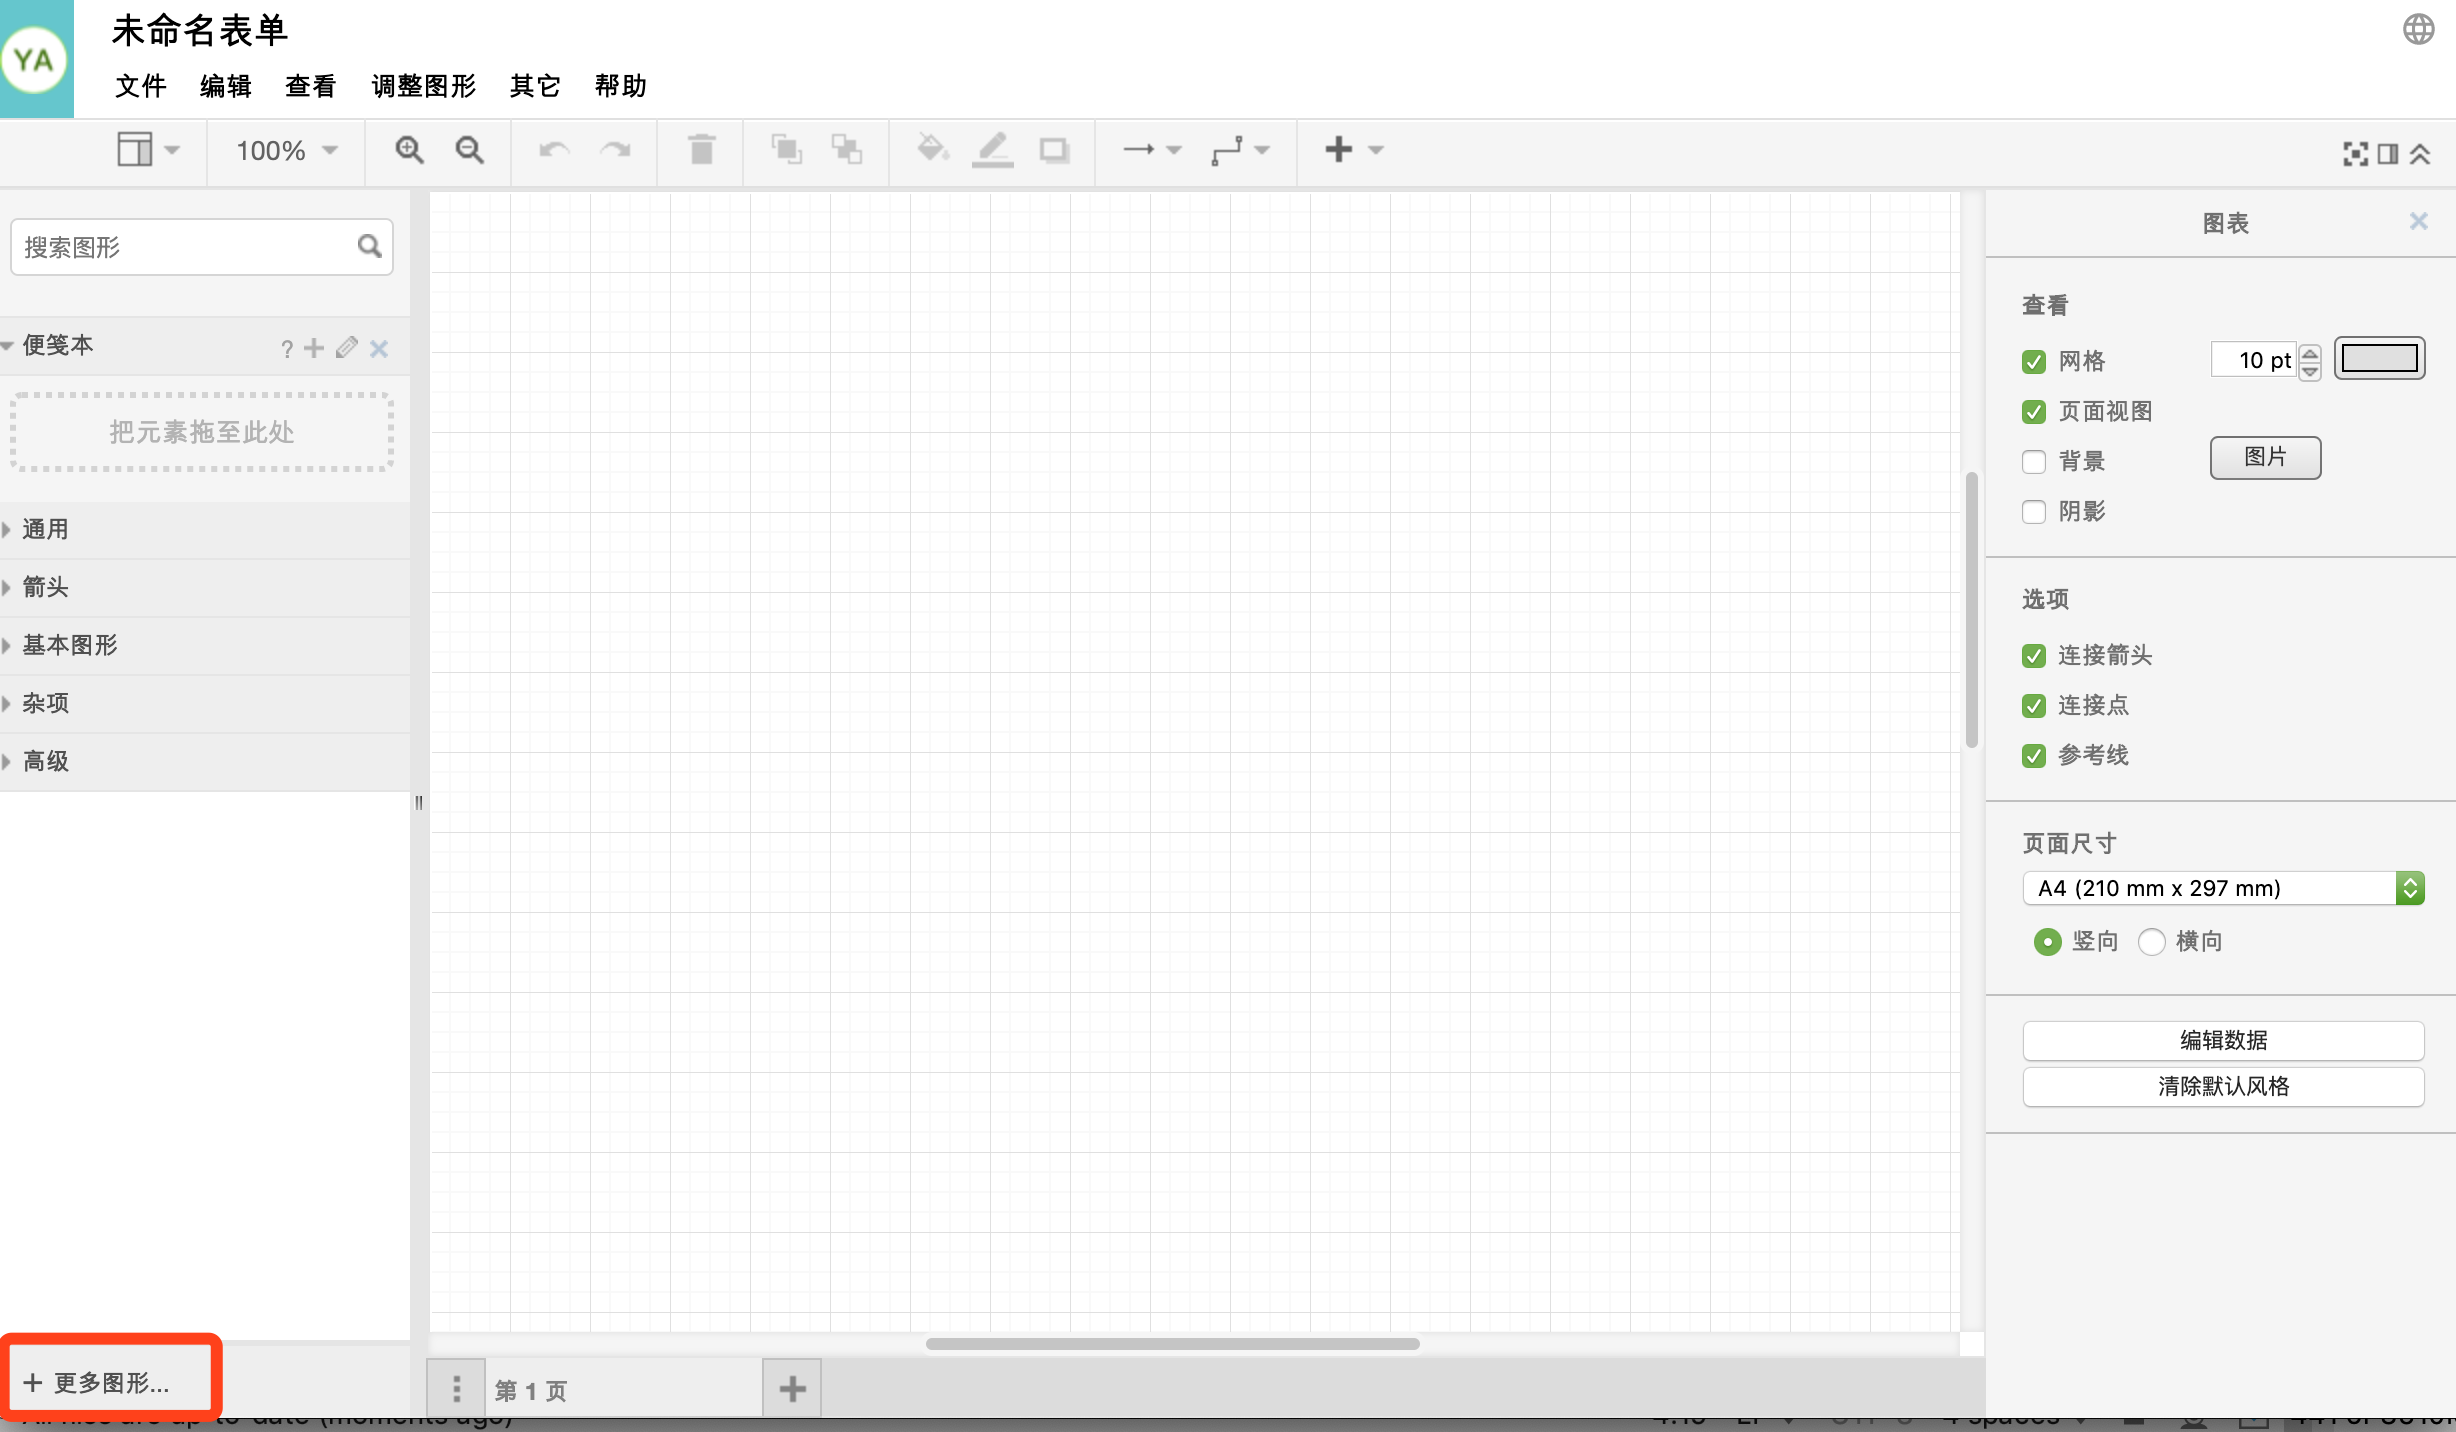 YA
未命名表单
文件 编辑 查看 调整图形 其它 帮助
100%
搜索图形
便笺本 ?
把元素拖至此处
通用
箭头
基本图形
杂项
高级
+ 更多图形...
第 1 页
图表
查看
网格 10 pt
页面视图
背景 图片
阴影
选项
连接箭头
连接点
参考线
页面尺寸
A4 (210 mm x 297 mm)
竖向 横向
编辑数据
清除默认风格